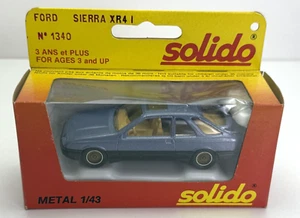 FORD SIERRA XR4 I
N° 1340
solido
3 ANS et PLUS
FOR AGES 3 and UP
METAL 1/43
solido